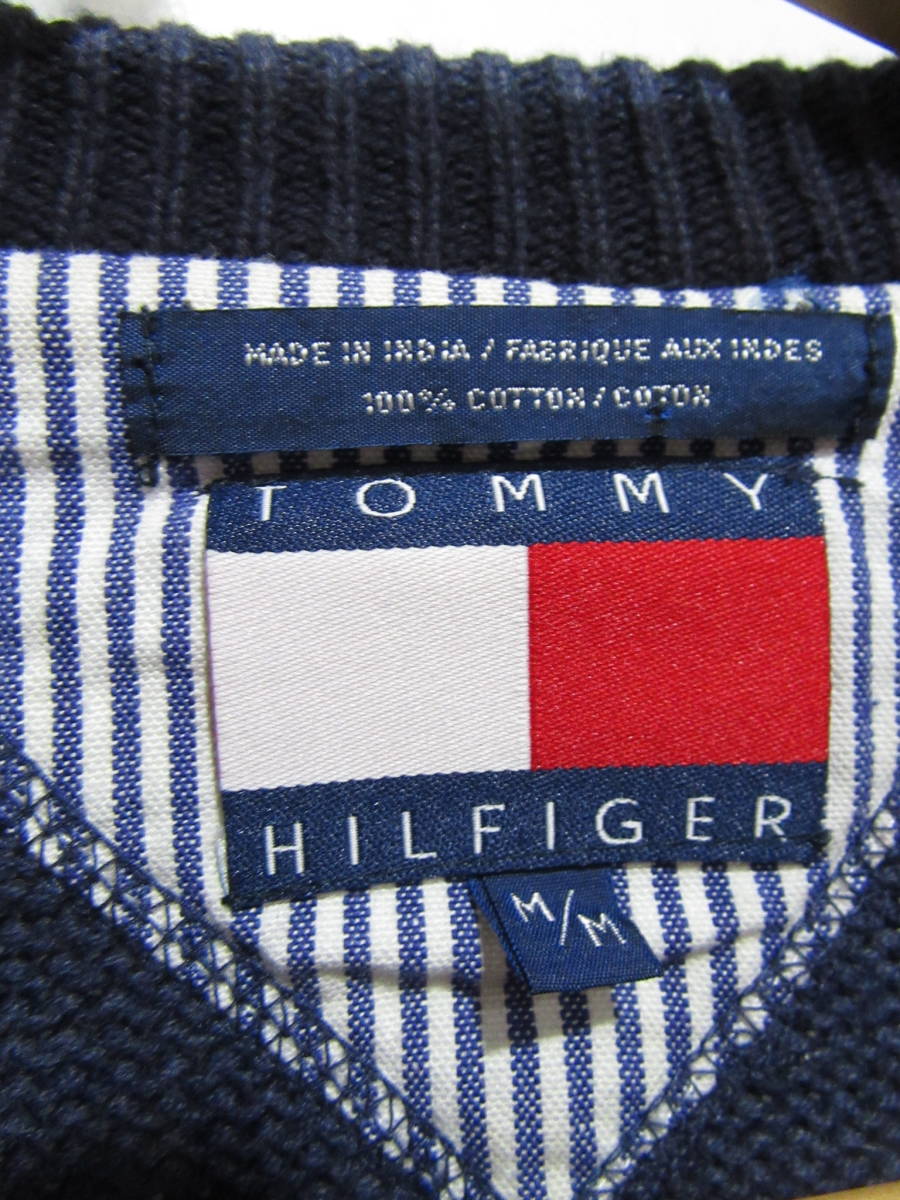 MADE IN INDIA / FABRIQUE AUX INDES
100% COTTON / COTON
TOMMY
HILFIGER
M/M